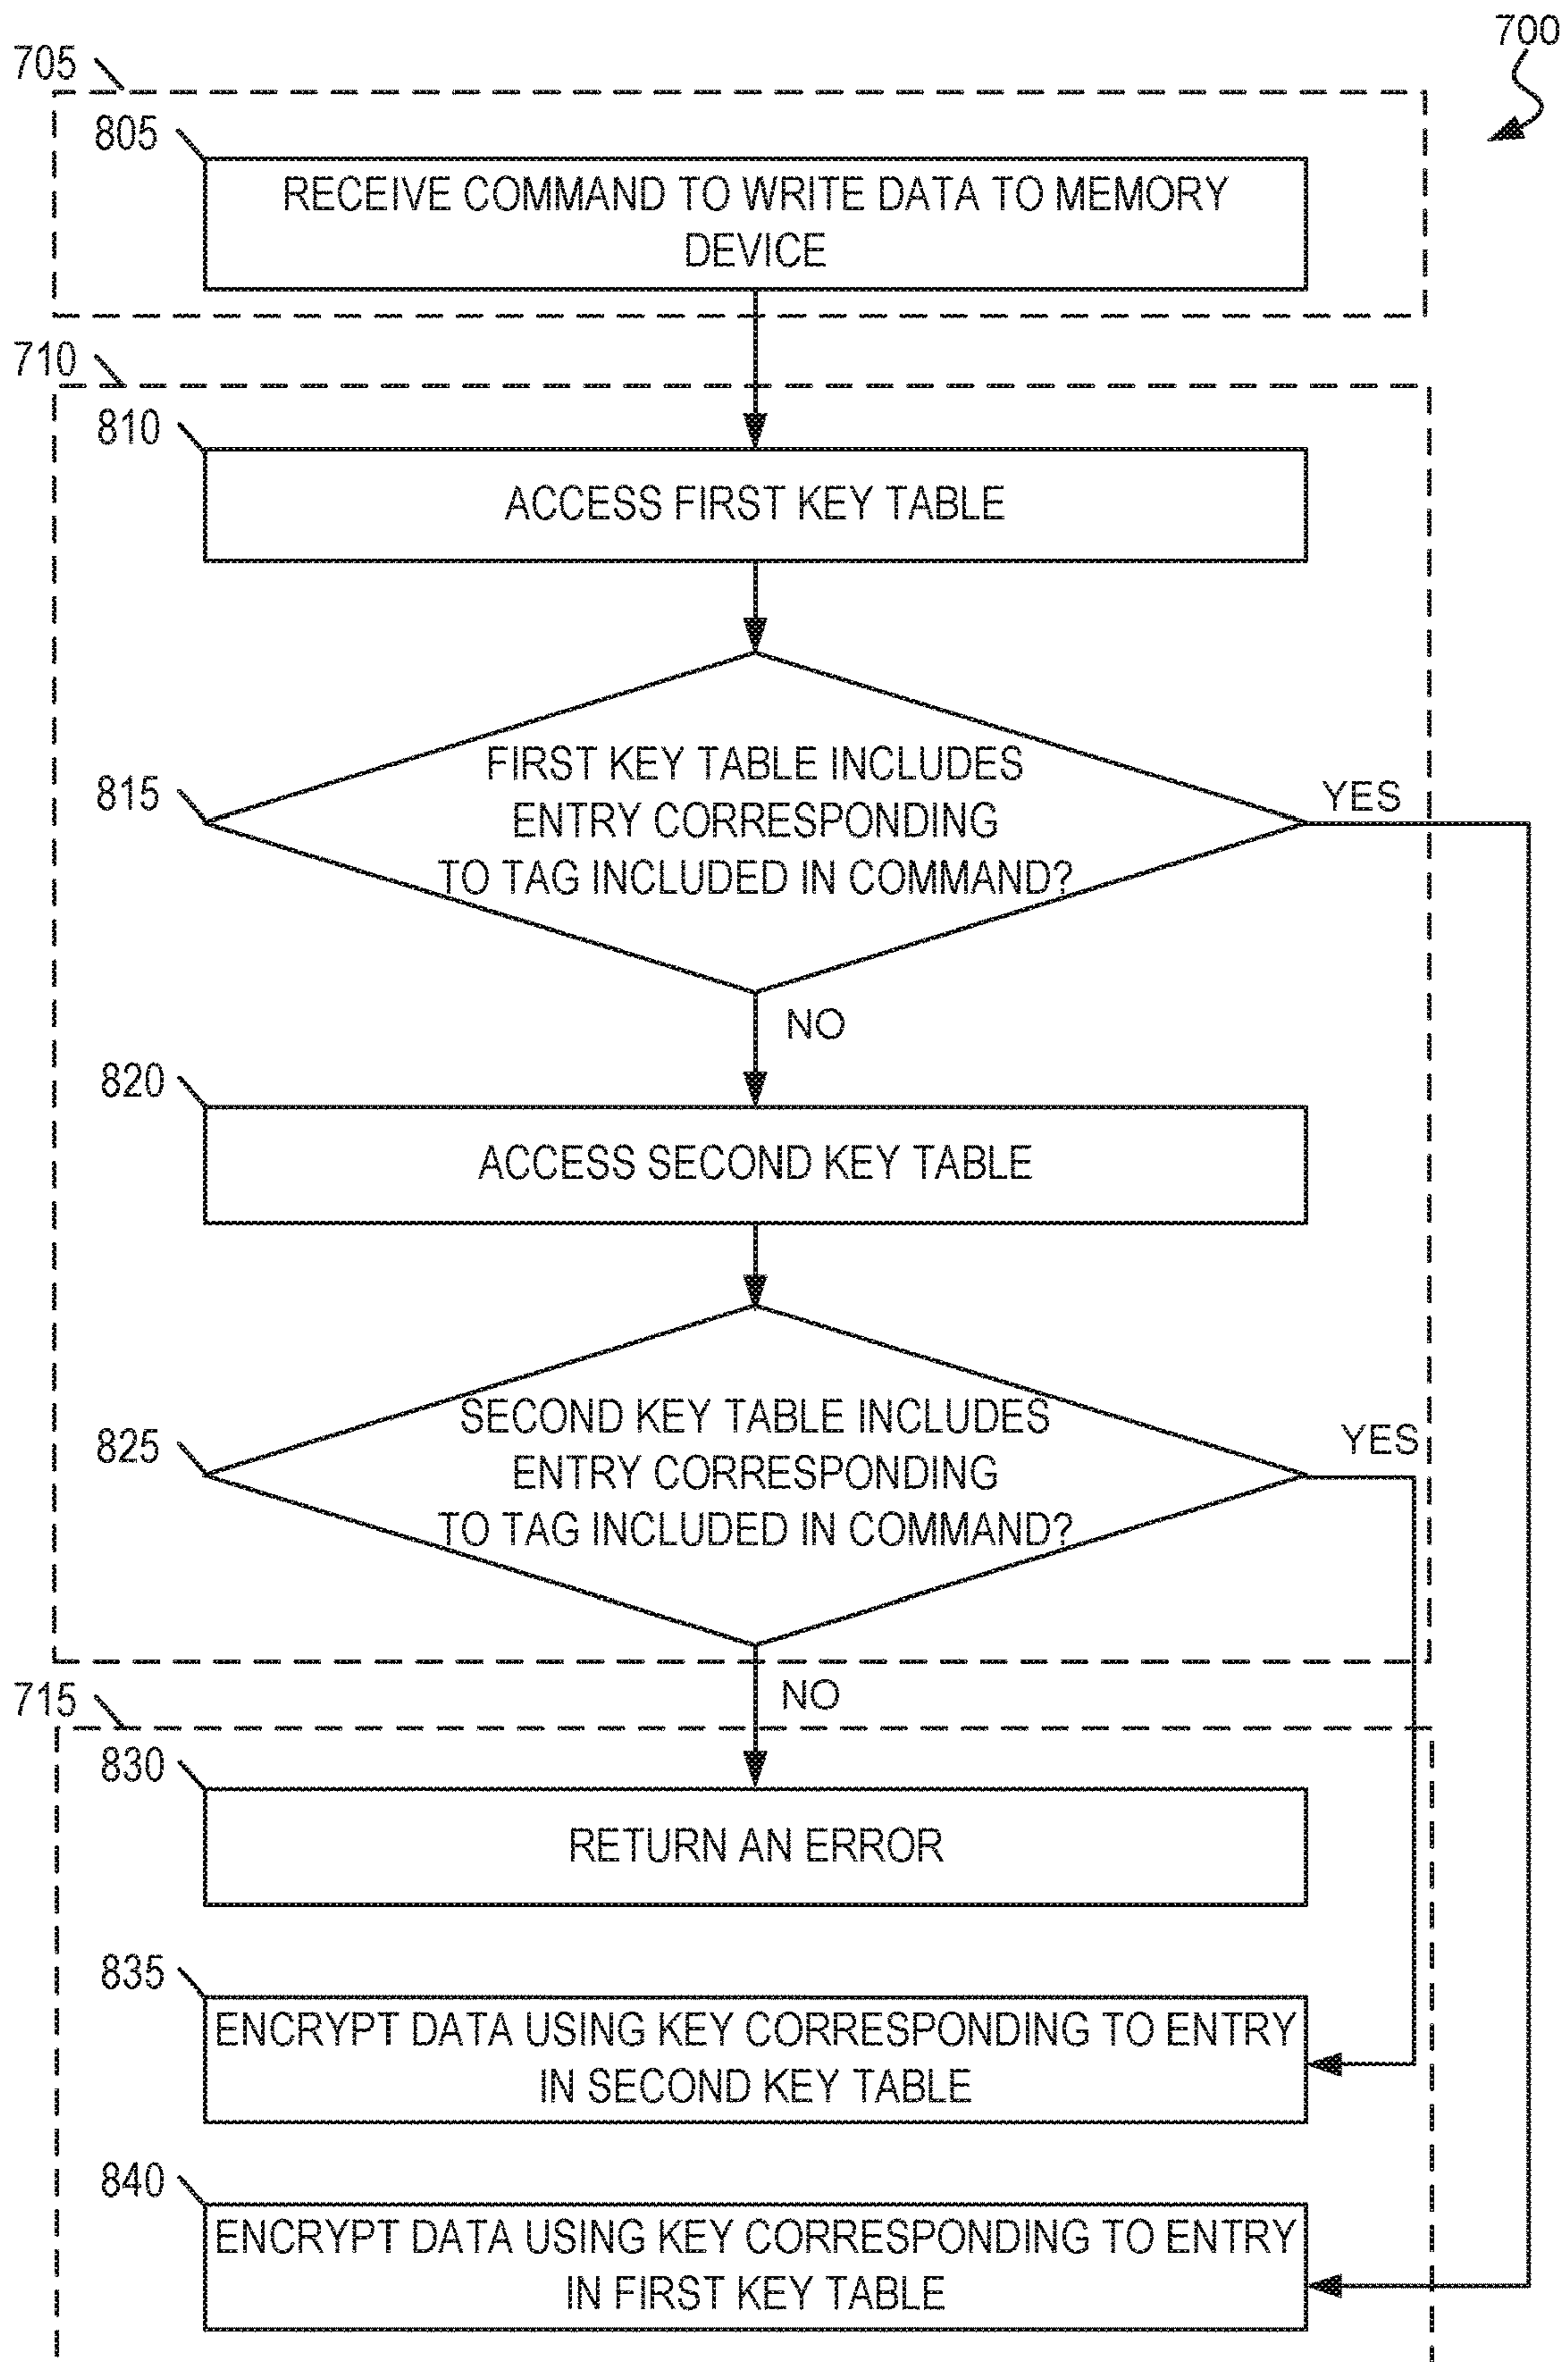 700
705
805
RECEIVE COMMAND TO WRITE DATA TO MEMORY
DEVICE
710
810
ACCESS FIRST KEY TABLE
815
FIRST KEY TABLE INCLUDES
ENTRY CORRESPONDING
TO TAG INCLUDED IN COMMAND?
YES
NO
820
ACCESS SECOND KEY TABLE
825
SECOND KEY TABLE INCLUDES
ENTRY CORRESPONDING
TO TAG INCLUDED IN COMMAND?
YES
NO
715
830
RETURN AN ERROR
835
ENCRYPT DATA USING KEY CORRESPONDING TO ENTRY
IN SECOND KEY TABLE
840
ENCRYPT DATA USING KEY CORRESPONDING TO ENTRY
IN FIRST KEY TABLE